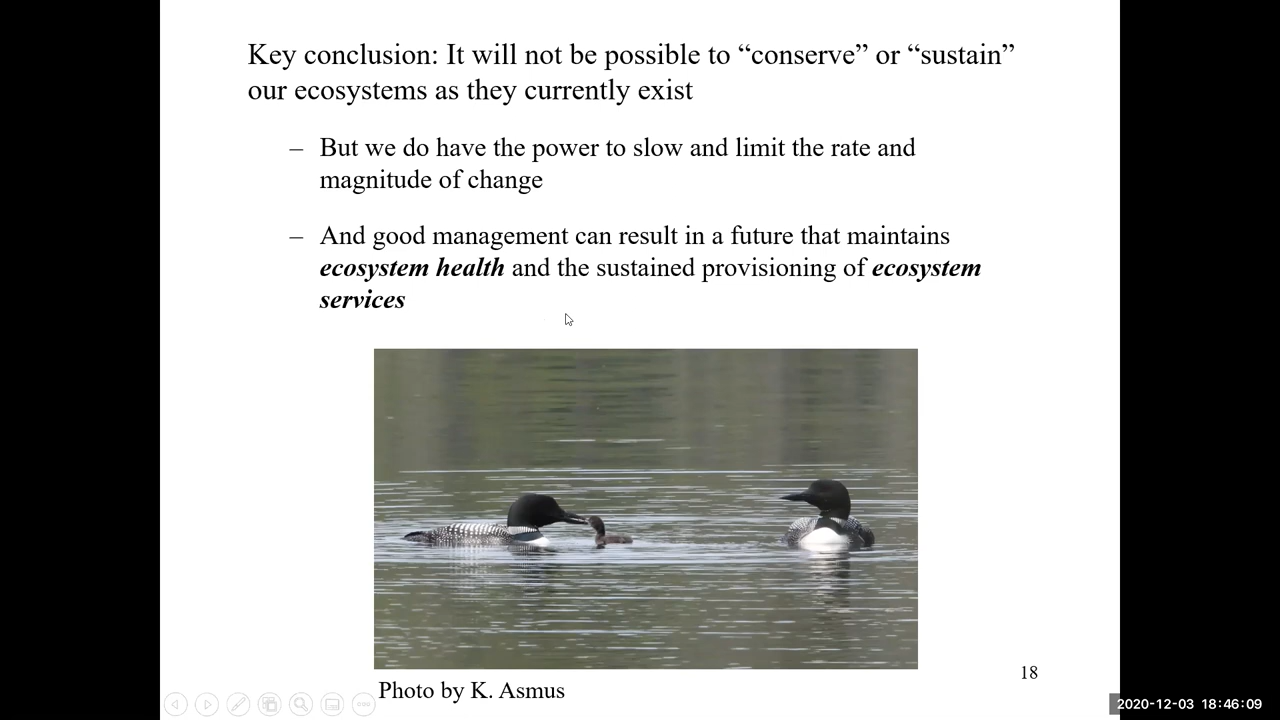 Key conclusion: It will not be possible to “conserve” or “sustain”
our ecosystems as they currently exist
– But we do have the power to slow and limit the rate and
magnitude of change
– And good management can result in a future that maintains
ecosystem health and the sustained provisioning of ecosystem
services
18
Photo by K. Asmus
2020-12-03 18:46:09